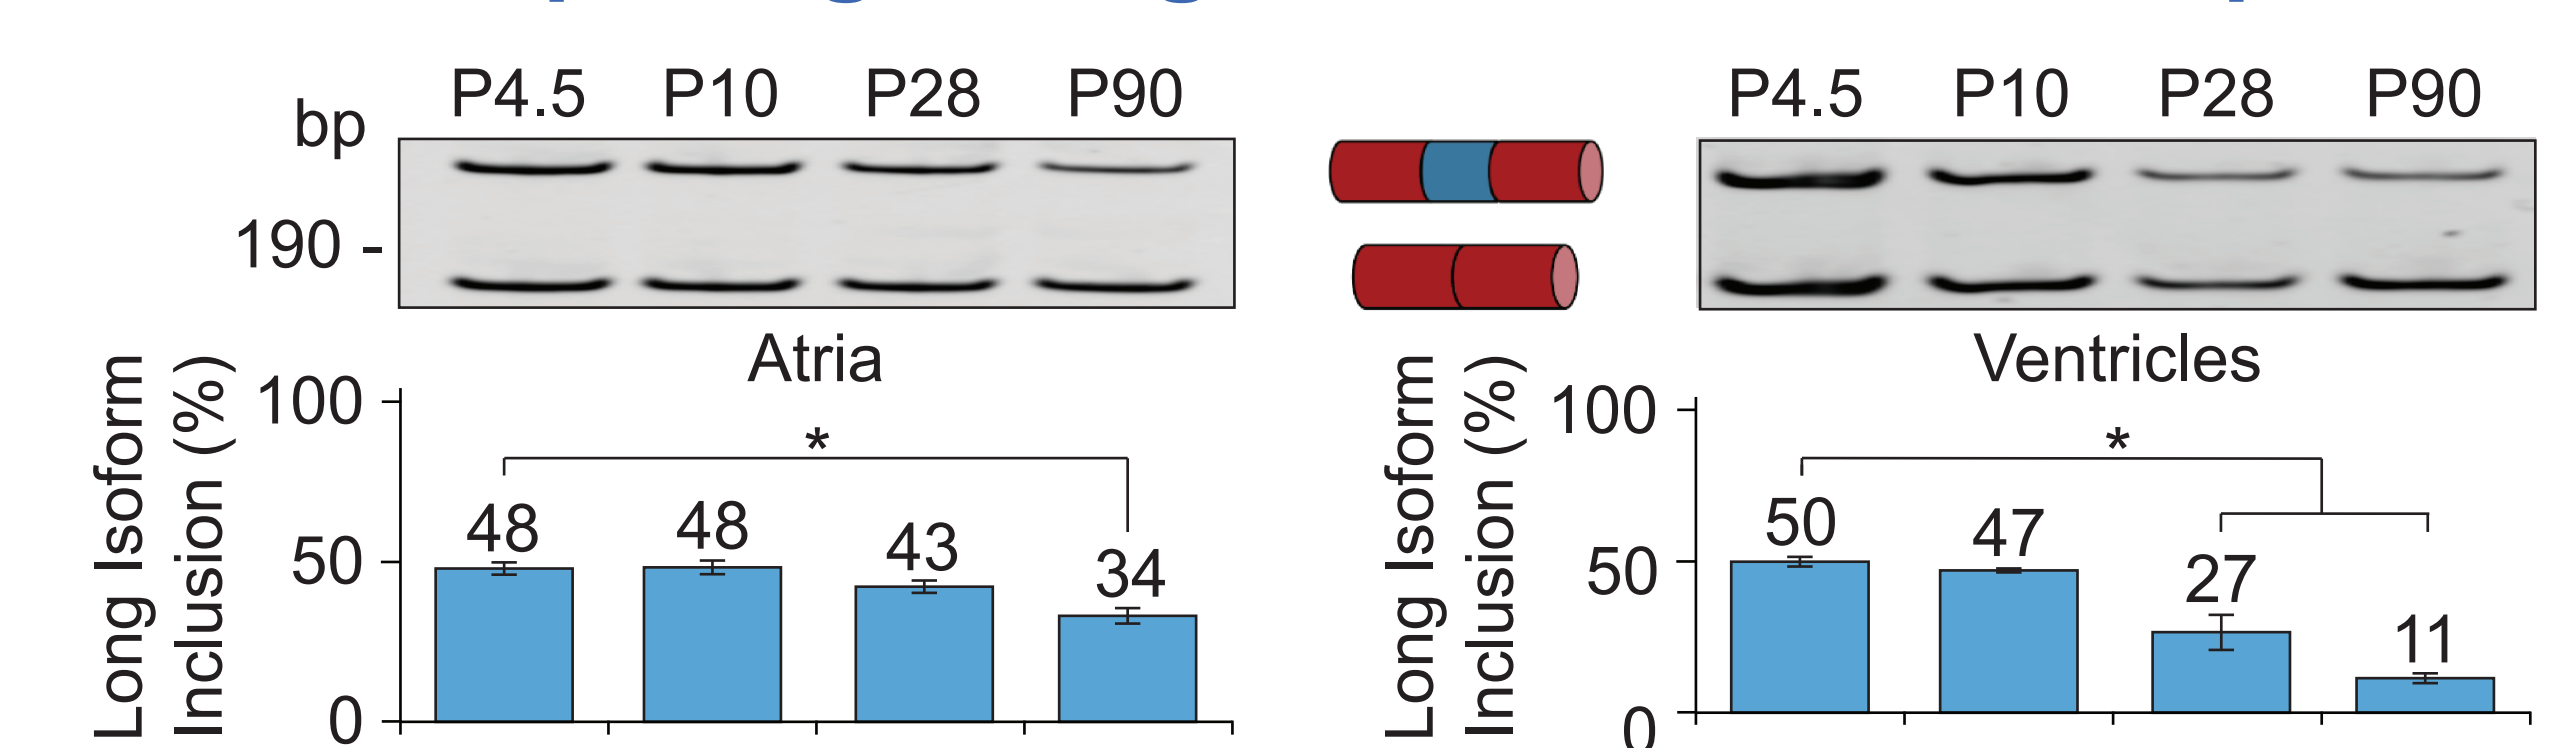 P4.5 P10 P28 P90
bp
190 -
Atria
Long Isoform
Inclusion (%)
100
50
0
*
48 48 43 34
P4.5 P10 P28 P90
Ventricles
Long Isoform
Inclusion (%)
100
50
0
*
50 47 27 11